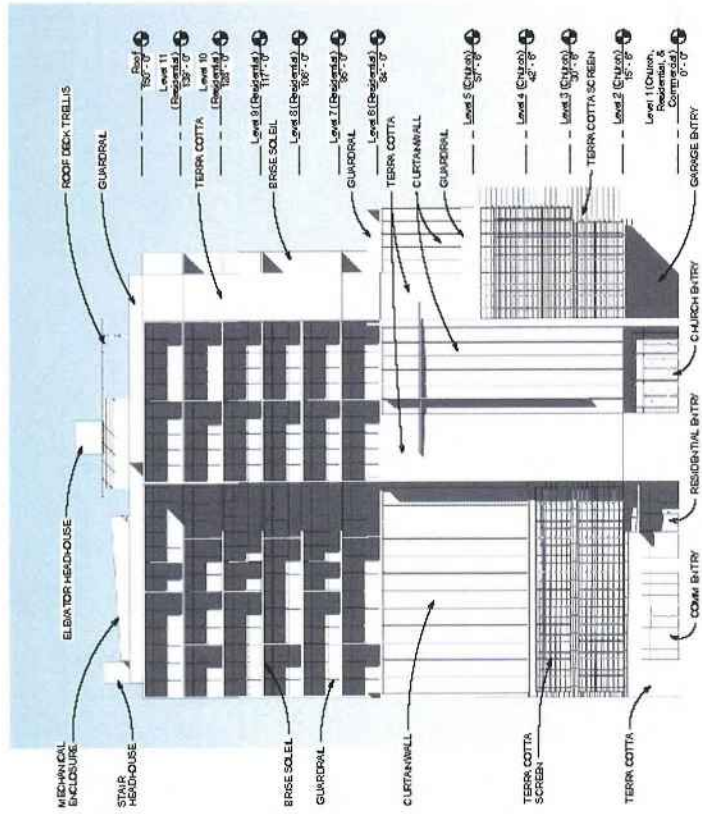 MECHANICAL
ENCLOSURE
STAIR
HEADHOUSE
BRISE SOLEIL
GUARDRAIL
CURTAINWALL
TERRA COTTA
SCREEN
TERRA COTTA
ELEVATOR HEADHOUSE
ROOF DECK TRELLIS
GUARDRAIL
TERRA COTTA
BRISE SOLEIL
GUARDRAIL
TERRA COTTA
CURTAINWALL
GUARDRAIL
TERRA COTTA SCREEN
GARAGE ENTRY
CHURCH ENTRY
RESIDENTIAL ENTRY
COMM ENTRY
Roof
150' - 0"
Level 11
(Residential)
139' - 0"
Level 10
(Residential)
128' - 0"
Level 9 (Residential)
117' - 0"
Level 8 (Residential)
106' - 0"
Level 7 (Residential)
95' - 0"
Level 6 (Residential)
84' - 0"
Level 5 (Church)
57' - 6"
Level 4 (Church)
42' - 6"
Level 3 (Church)
30' - 6"
Level 2 (Church)
15' - 6"
Level 1 (Church,
Residential, &
Commercial)
0' - 0"